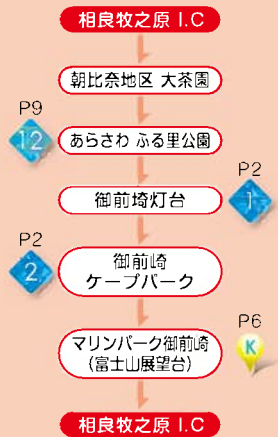 相良牧之原 I.C
朝比奈地区 大茶園
P9
12
あらさわ ふる里公園
P2
御前埼灯台
1
P2
2
御前崎
ケープパーク
P6
マリンパーク御前崎
(富士山展望台)
K
相良牧之原 I.C